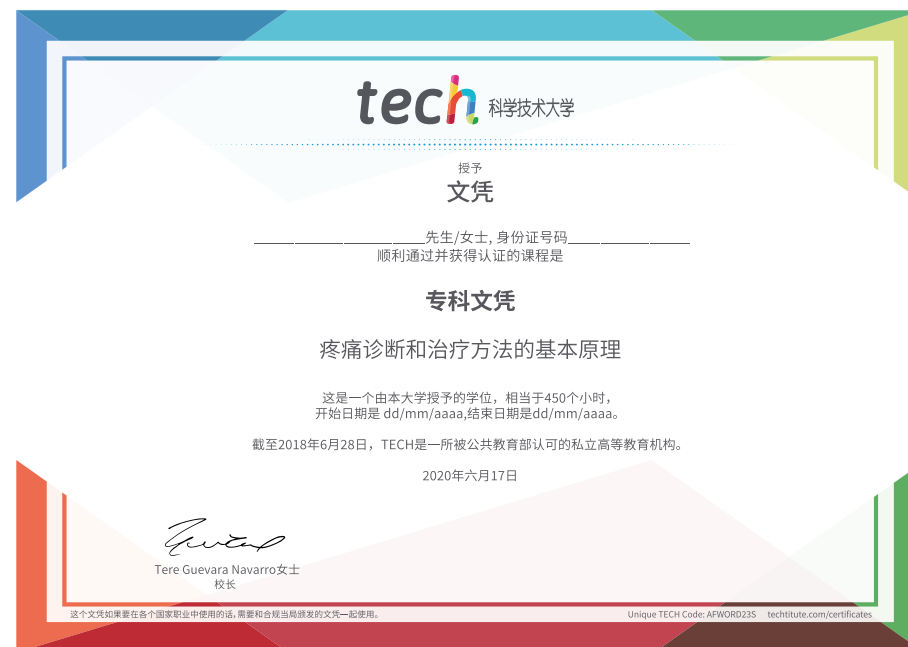 tech 科学技术大学
授予
文凭
先生/女士, 身份证号码
顺利通过并获得认证的课程是
专科文凭
疼痛诊断和治疗方法的基本原理
这是一个由本大学授予的学位，相当于450个小时，
开始日期是 dd/mm/aaaa,结束日期是dd/mm/aaaa。
截至2018年6月28日，TECH是一所被公共教育部认可的私立高等教育机构。
2020年六月17日
Tere Guevara Navarro女士
校长
这个文凭如果要在各个国家职业中使用的话,需要和合规当局颁发的文凭一起使用。
Unique TECH Code: AFWORD23S techtitute.com/certificates